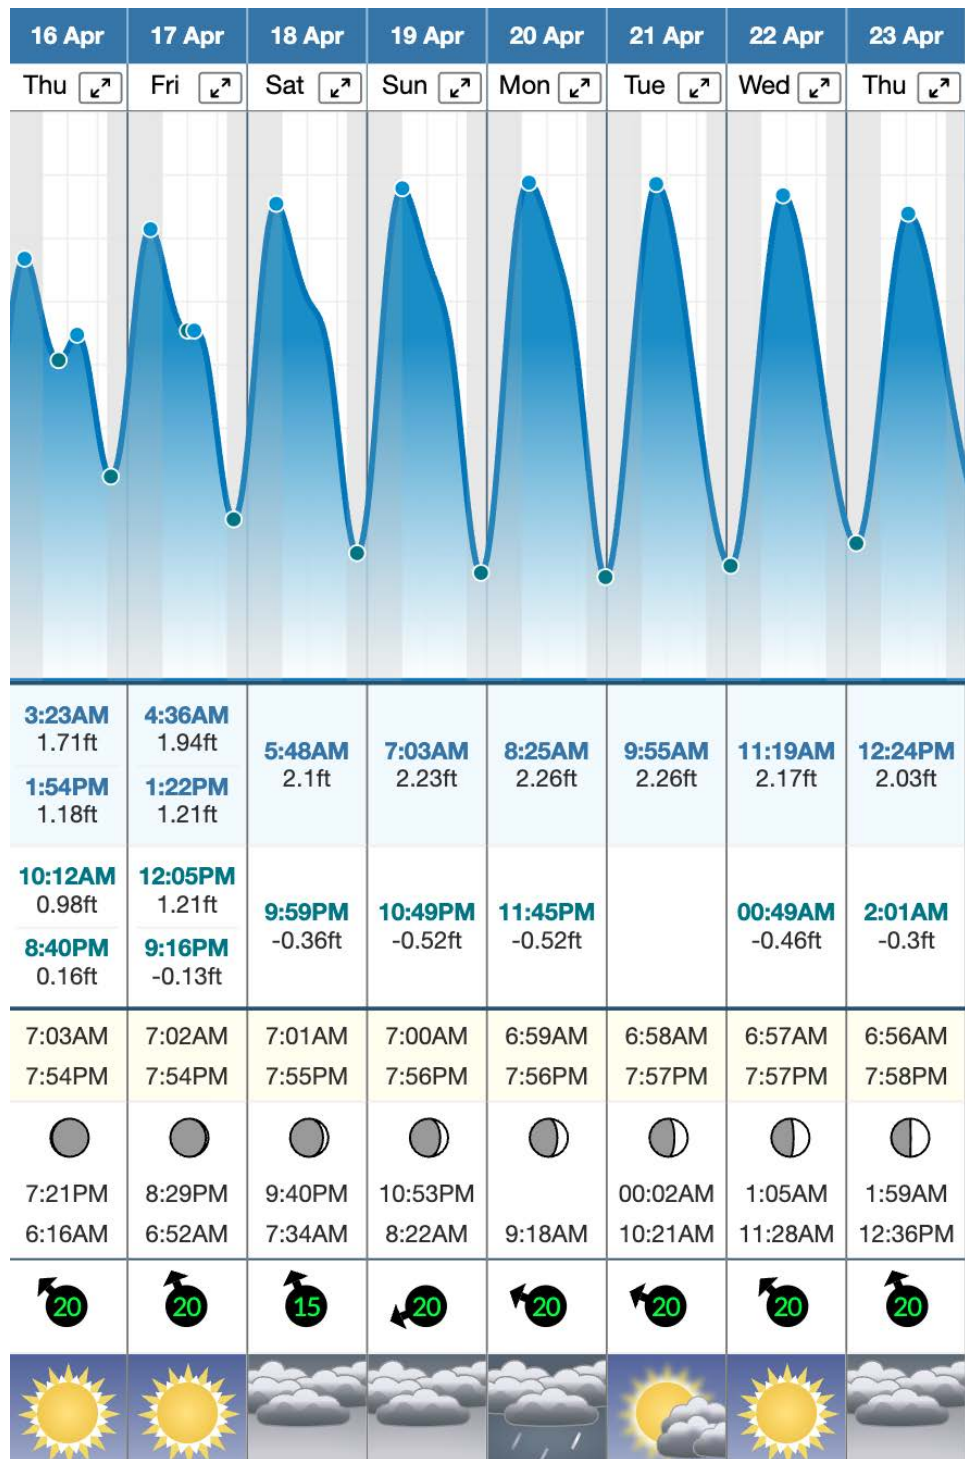 16 Apr 17 Apr 18 Apr 19 Apr 20 Apr 21 Apr 22 Apr 23 Apr
Thu Fri Sat Sun Mon Tue Wed Thu
3:23AM 4:36AM
1.71ft 1.94ft
5:48AM 7:03AM 8:25AM 9:55AM 11:19AM 12:24PM
2.1ft 2.23ft 2.26ft 2.26ft 2.17ft 2.03ft
1:54PM 1:22PM
1.18ft 1.21ft
10:12AM 12:05PM
0.98ft 1.21ft
9:59PM 10:49PM 11:45PM 00:49AM 2:01AM
-0.36ft -0.52ft -0.52ft -0.46ft -0.3ft
8:40PM 9:16PM
0.16ft -0.13ft
7:03AM 7:02AM 7:01AM 7:00AM 6:59AM 6:58AM 6:57AM 6:56AM
7:54PM 7:54PM 7:55PM 7:56PM 7:56PM 7:57PM 7:57PM 7:58PM
7:21PM 8:29PM 9:40PM 10:53PM 00:02AM 1:05AM 1:59AM
6:16AM 6:52AM 7:34AM 8:22AM 9:18AM 10:21AM 11:28AM 12:36PM
20 20 15 20 20 20 20 20